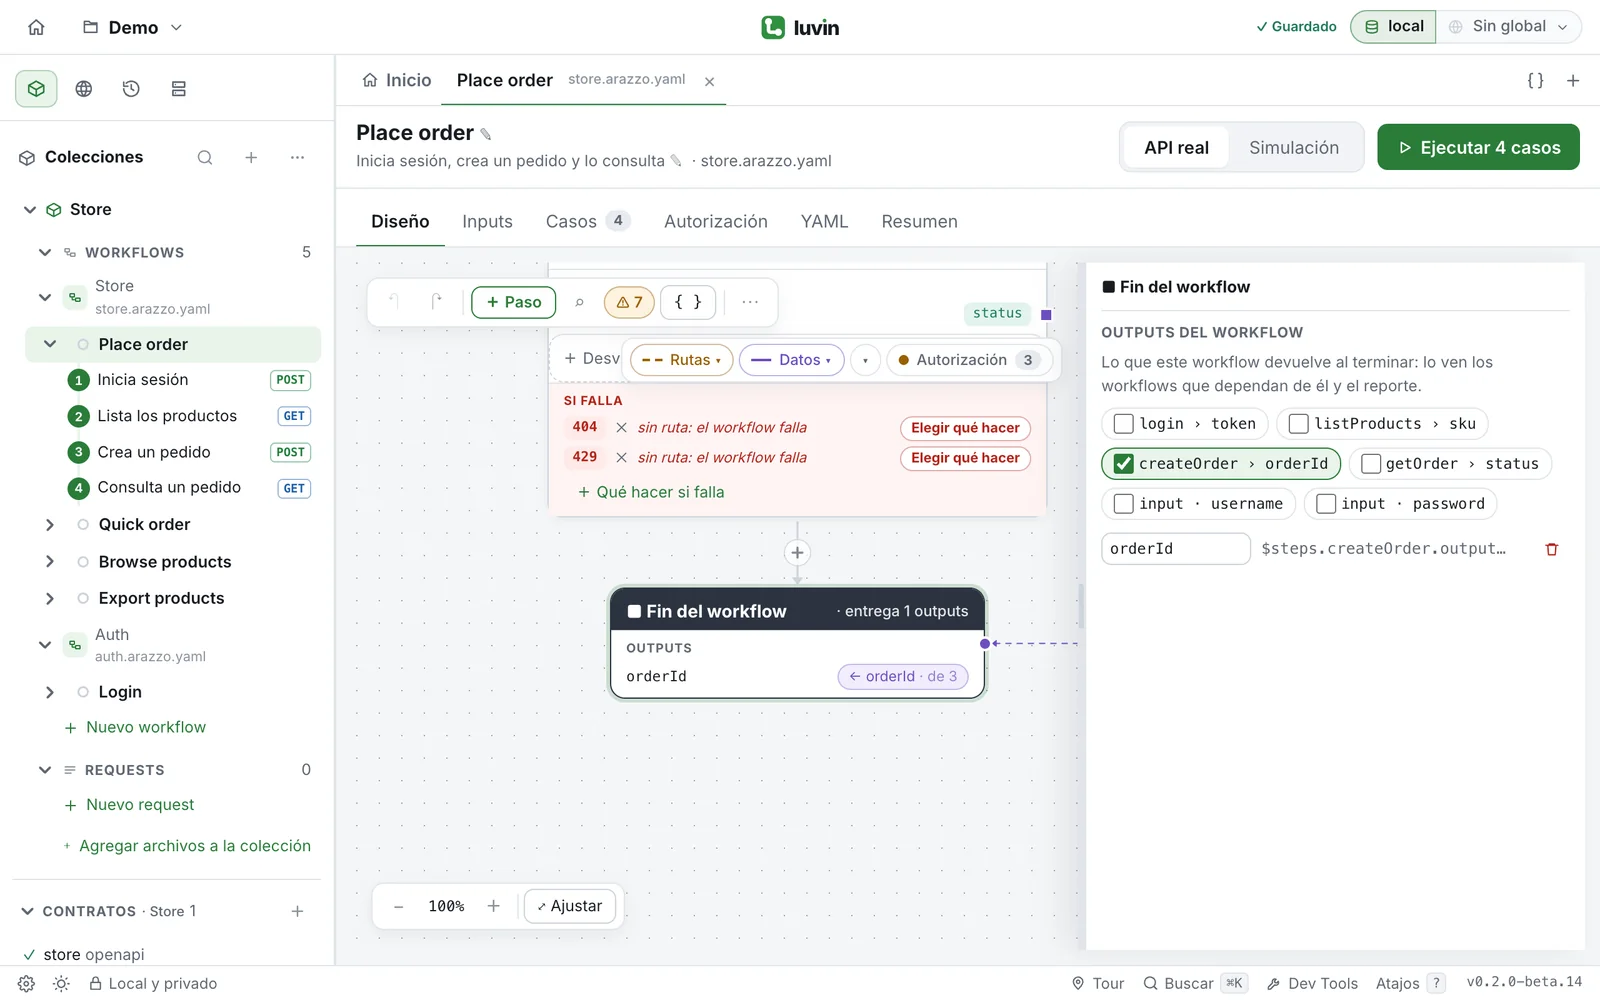 Demo
luvin
Guardado
local
Sin global
Inicio
Place order
store.arazzo.yaml
{ }
Colecciones
Store
WORKFLOWS
5
Store
store.arazzo.yaml
Place order
1
Inicia sesión
POST
2
Lista los productos
GET
3
Crea un pedido
POST
4
Consulta un pedido
GET
Quick order
Browse products
Export products
Auth
auth.arazzo.yaml
Login
+ Nuevo workflow
REQUESTS
0
+ Nuevo request
+ Agregar archivos a la colección
CONTRATOS · Store 1
store openapi
Place order
Inicia sesión, crea un pedido y lo consulta · store.arazzo.yaml
API real
Simulación
Ejecutar 4 casos
Diseño
Inputs
Casos 4
Autorización
YAML
Resumen
+ Paso
7
{ }
···
status
+ Desv
Rutas
Datos
Autorización 3
SI FALLA
404 × sin ruta: el workflow falla
Elegir qué hacer
429 × sin ruta: el workflow falla
Elegir qué hacer
+ Qué hacer si falla
Fin del workflow
· entrega 1 outputs
OUTPUTS
orderId
← orderId · de 3
− 100% +
Ajustar
Fin del workflow
OUTPUTS DEL WORKFLOW
Lo que este workflow devuelve al terminar: lo ven los
workflows que dependan de él y el reporte.
login › token
listProducts › sku
createOrder › orderId
getOrder › status
input · username
input · password
orderId
$steps.createOrder.output…
Local y privado
Tour
Buscar ⌘K
Dev Tools
Atajos ?
v0.2.0-beta.14